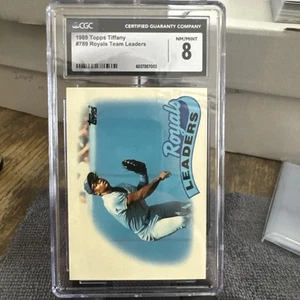 CGC
CERTIFIED GUARANTY COMPANY
1989 Topps Tiffany
#789 Royals Team Leaders
NM/MINT
8
Royals
LEADERS